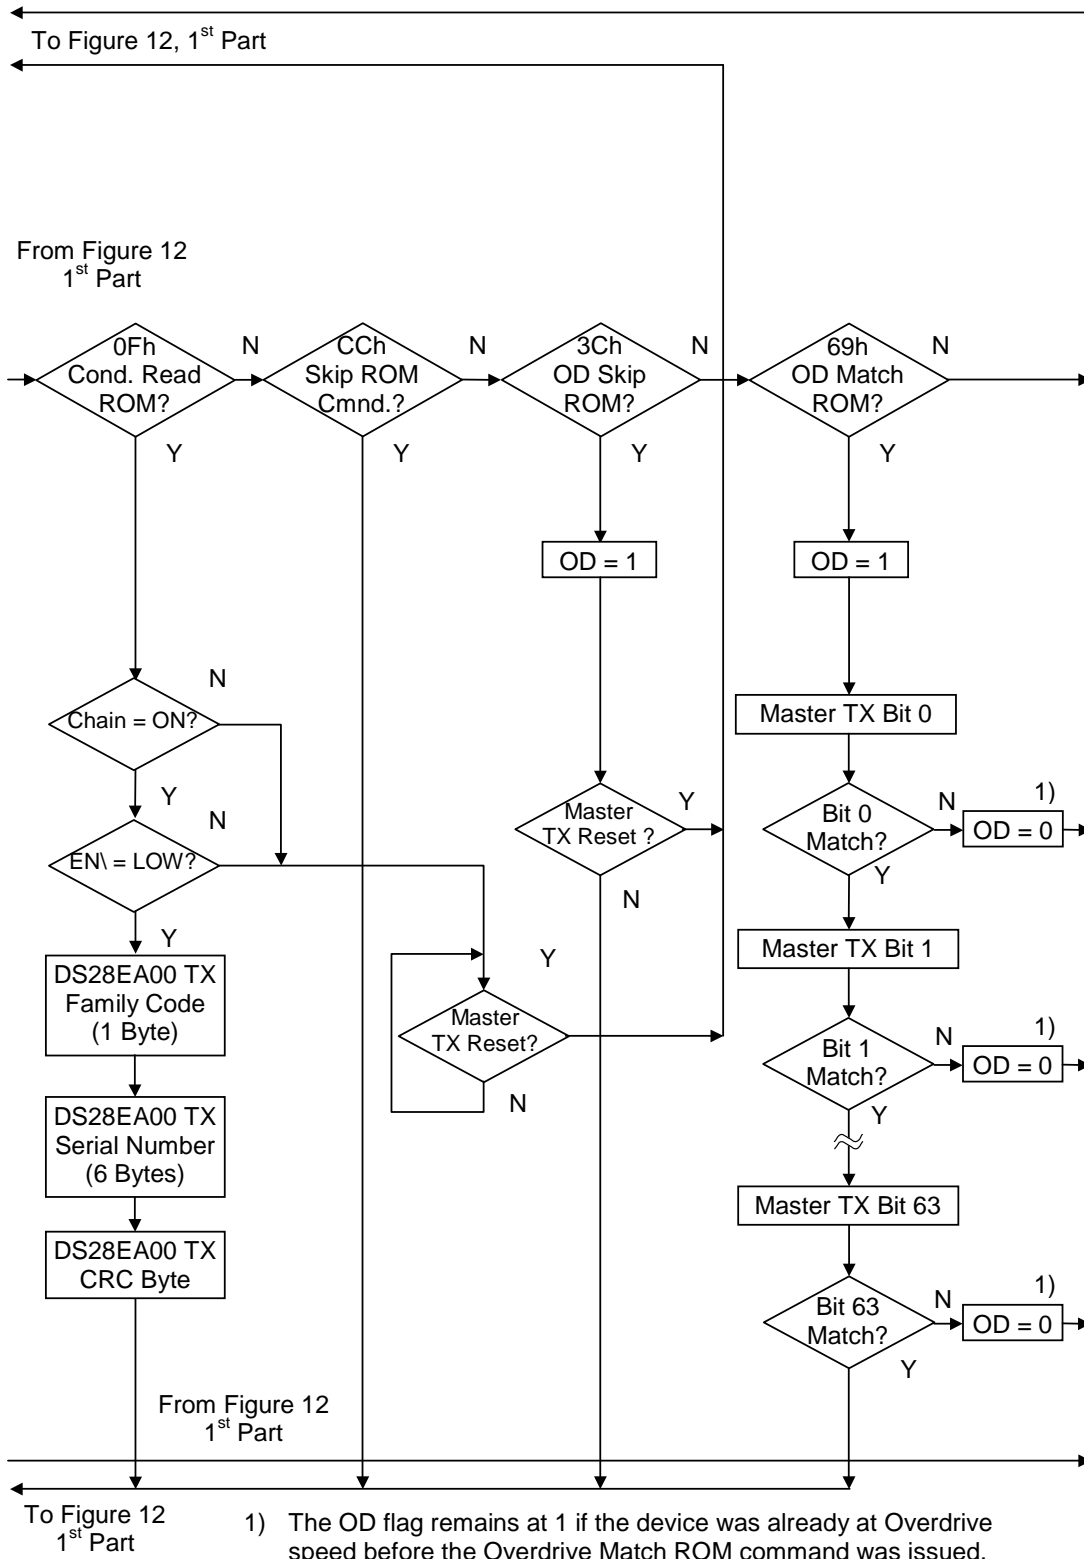 To Figure 12, 1st Part
From Figure 12
1st Part
0Fh
Cond. Read
ROM?
N
Y
CCh
Skip ROM
Cmnd.?
N
Y
3Ch
OD Skip
ROM?
N
Y
69h
OD Match
ROM?
N
Y
OD = 1
OD = 1
Chain = ON?
N
Y
Master TX Bit 0
EN\ = LOW?
N
Y
Master
TX Reset ?
Y
N
Bit 0
Match?
N
Y
1)
OD = 0
Master TX Bit 1
DS28EA00 TX
Family Code
(1 Byte)
Master
TX Reset?
Y
N
Bit 1
Match?
N
Y
1)
OD = 0
DS28EA00 TX
Serial Number
(6 Bytes)
Master TX Bit 63
DS28EA00 TX
CRC Byte
Bit 63
Match?
N
Y
1)
OD = 0
From Figure 12
1st Part
To Figure 12
1st Part
1) The OD flag remains at 1 if the device was already at Overdrive
speed before the Overdrive Match ROM command was issued.